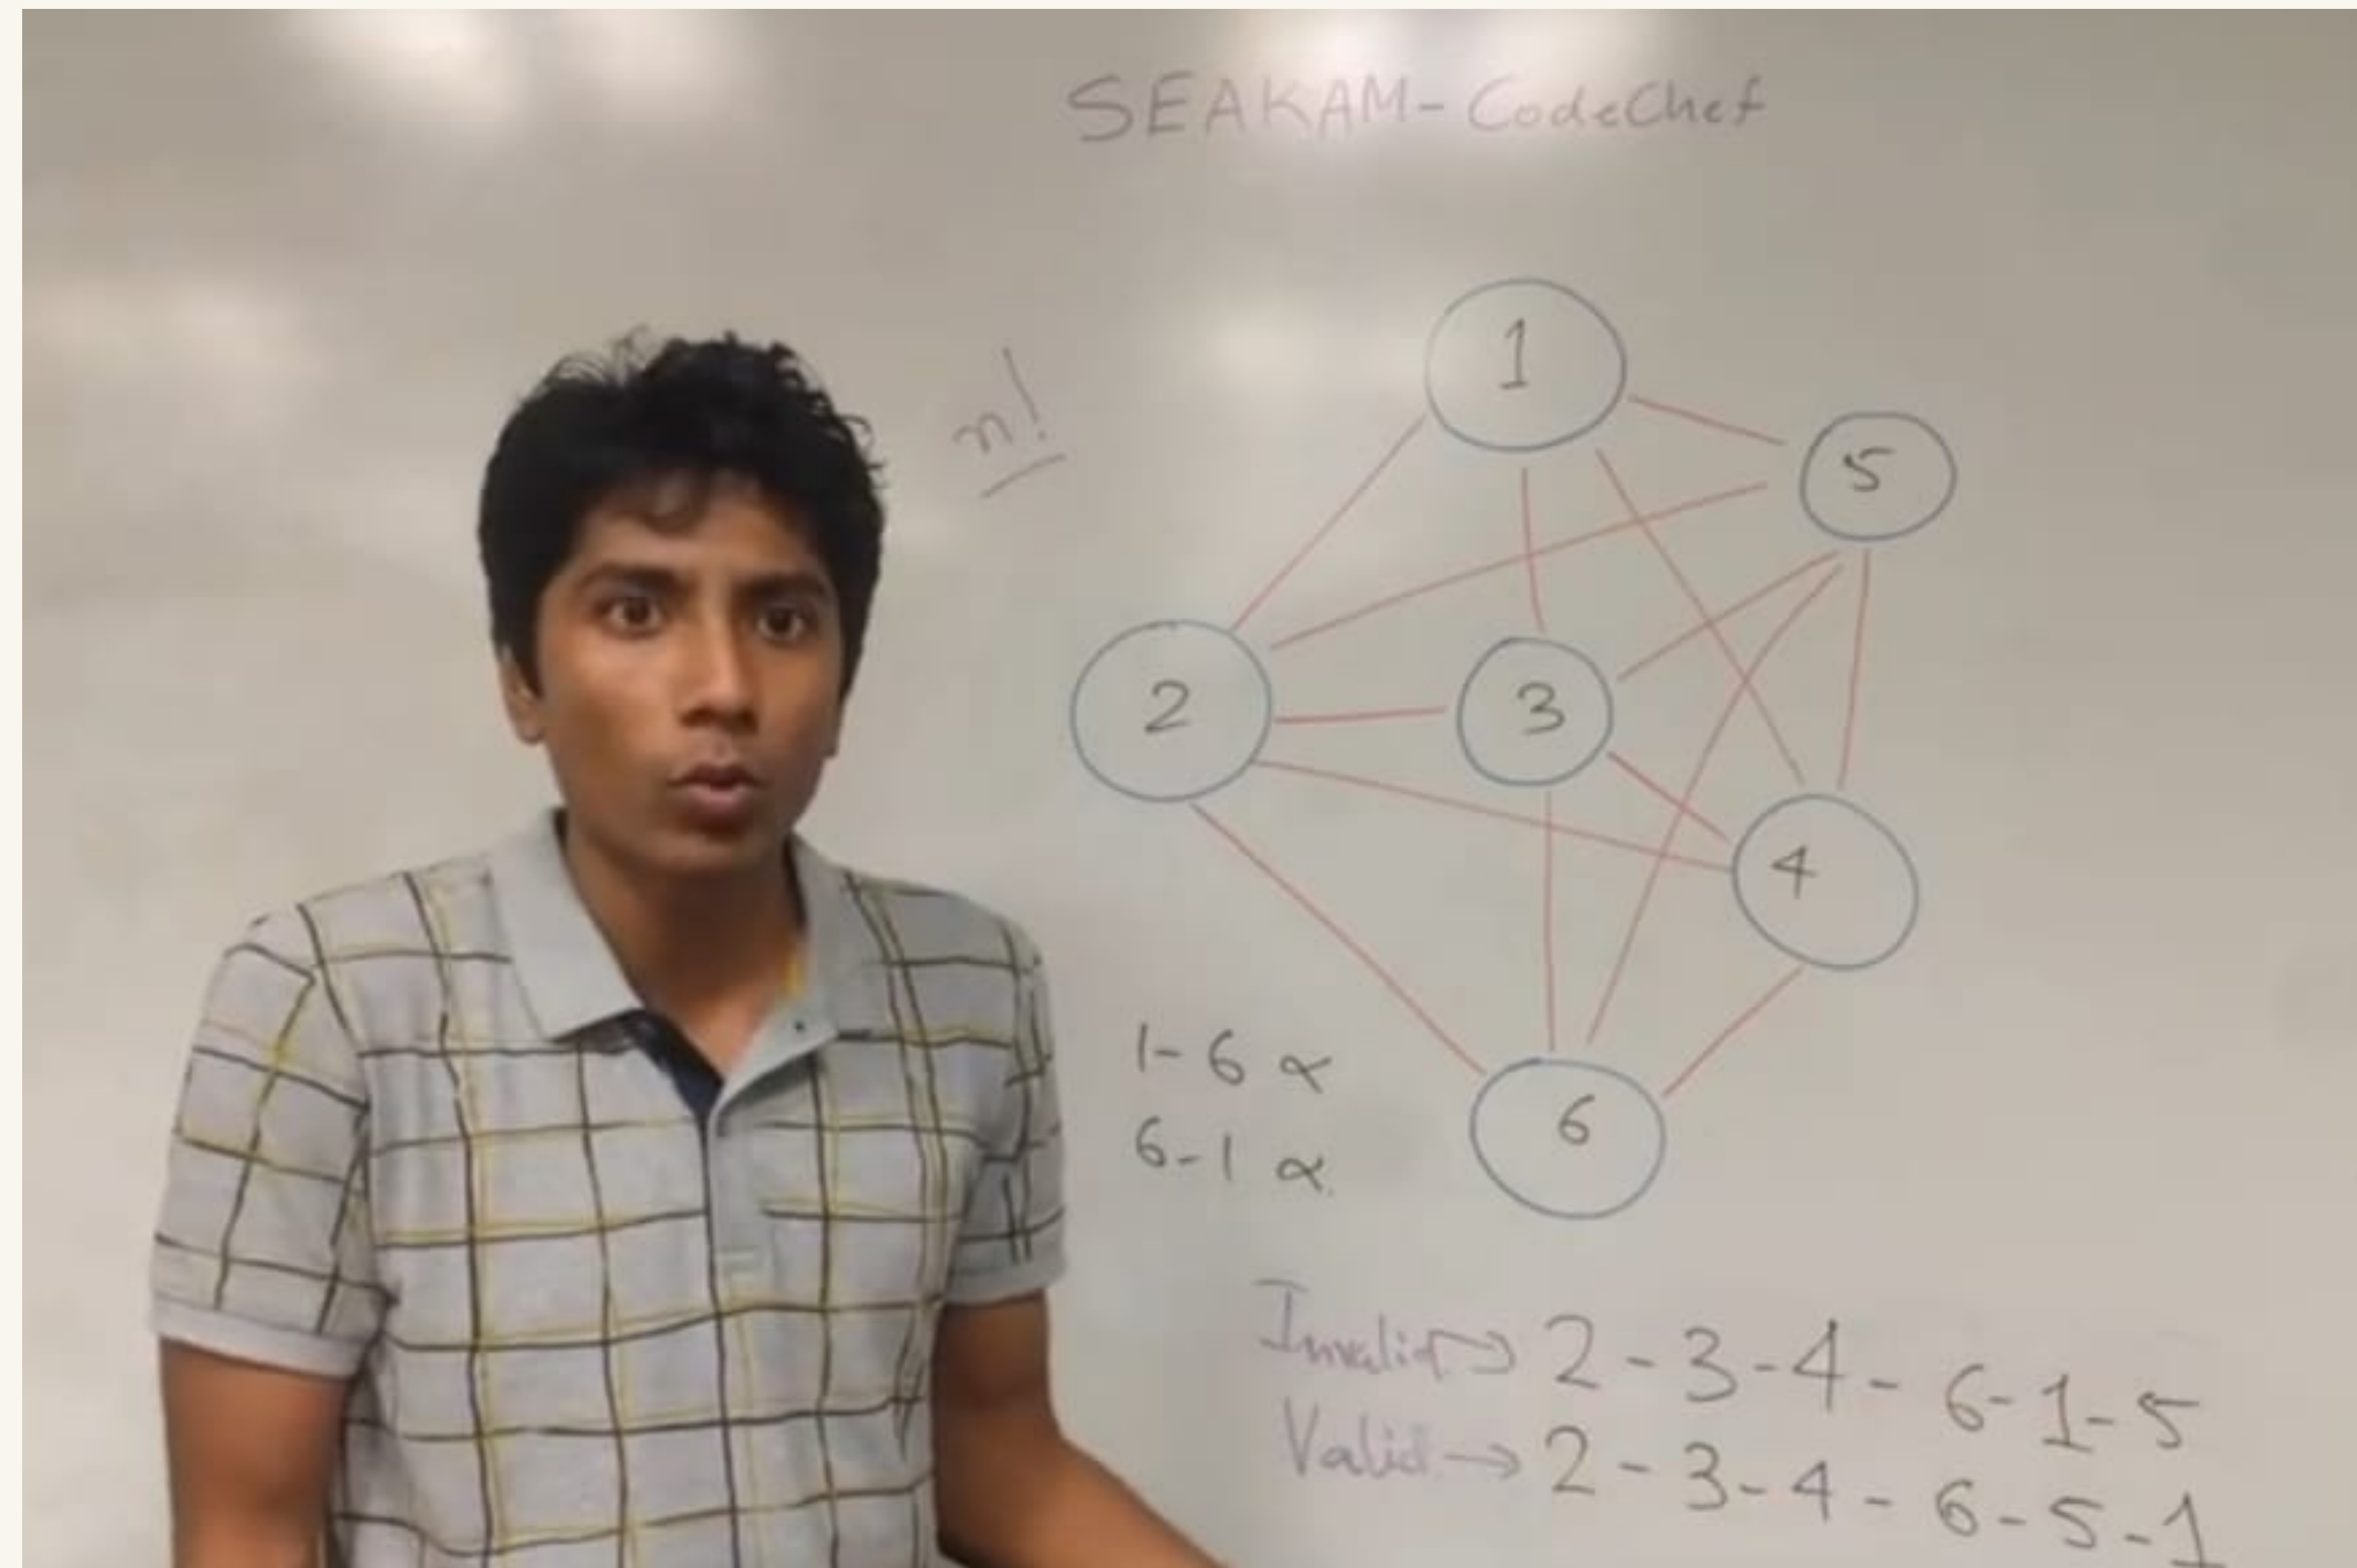 SEAKAM - CodeChef
n!
1
5
2
3
4
6
1-6 α
6-1 α
Invalid → 2-3-4-6-1-5
Valid → 2-3-4-6-5-1